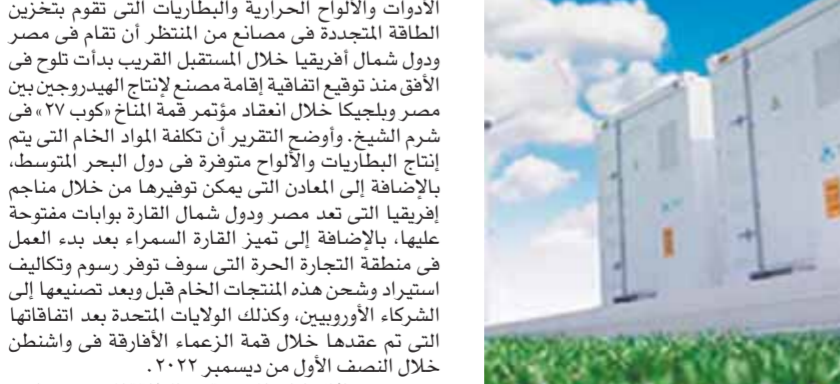 الأدوات والألواح الحرارية والبطاريات التى تقوم بتخزين
الطاقة المتجددة فى مصانع من المنتظر أن تقام فى مصر
ودول شمال أفريقيا خلال المستقبل القريب بدأت تلوح فى
الأفق منذ توقيع اتفاقية إقامة مصنع لإنتاج الهيدروجين بين
مصر وبلجيكا خلال انعقاد مؤتمر قمة المناخ «كوب ٢٧» فى
شرم الشيخ. وأوضح التقرير أن تكلفة المواد الخام التى يتم
إنتاج البطاريات والألواح متوفرة فى دول البحر المتوسط،
بالإضافة إلى المعادن التى يمكن توفيرها من خلال مناجم
إفريقيا التى تعد مصر ودول شمال القارة بوابات مفتوحة
عليها، بالإضافة إلى تميز القارة السمراء بعد بدء العمل
فى منطقة التجارة الحرة التى سوف توفر رسوم وتكاليف
استيراد وشحن هذه المنتجات الخام قبل وبعد تصنيعها إلى
الشركاء الأوروبيين، وكذلك الولايات المتحدة بعد اتفاقاتها
التى تم عقدها خلال قمة الزعماء الأفارقة فى واشنطن
خلال النصف الأول من ديسمبر ٢٠٢٢.